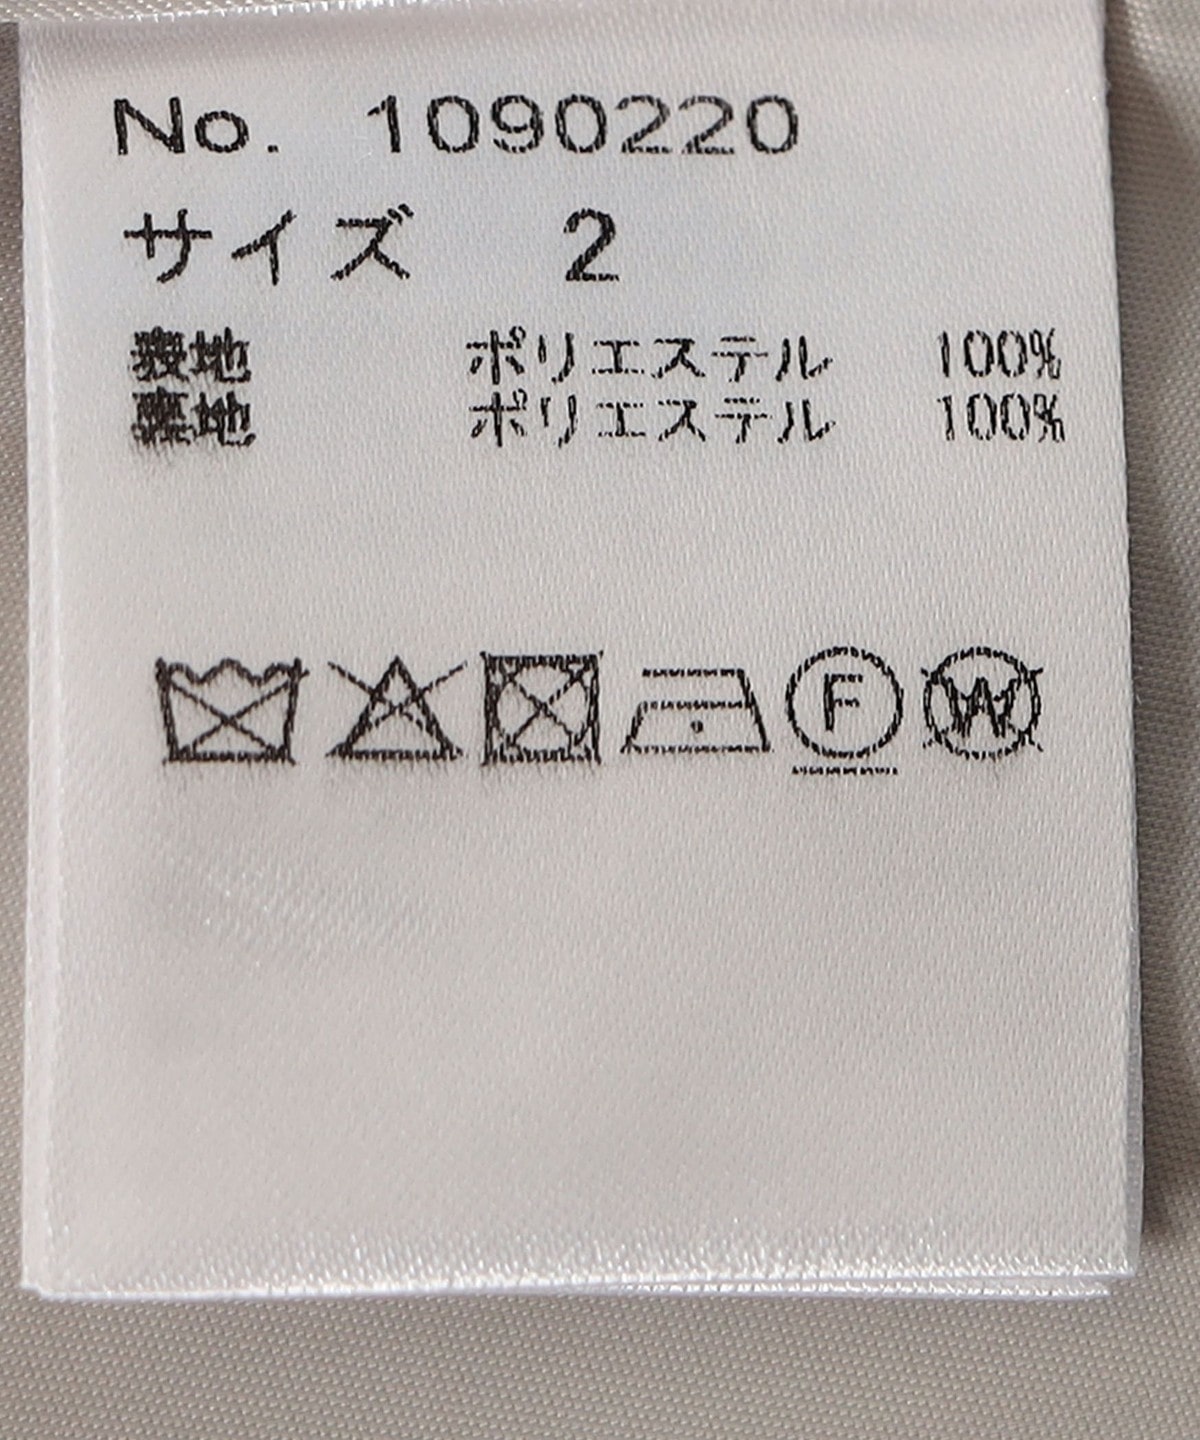 No. 1090220
サイズ 2
表地 ポリエステル 100%
裏地 ポリエステル 100%
F W